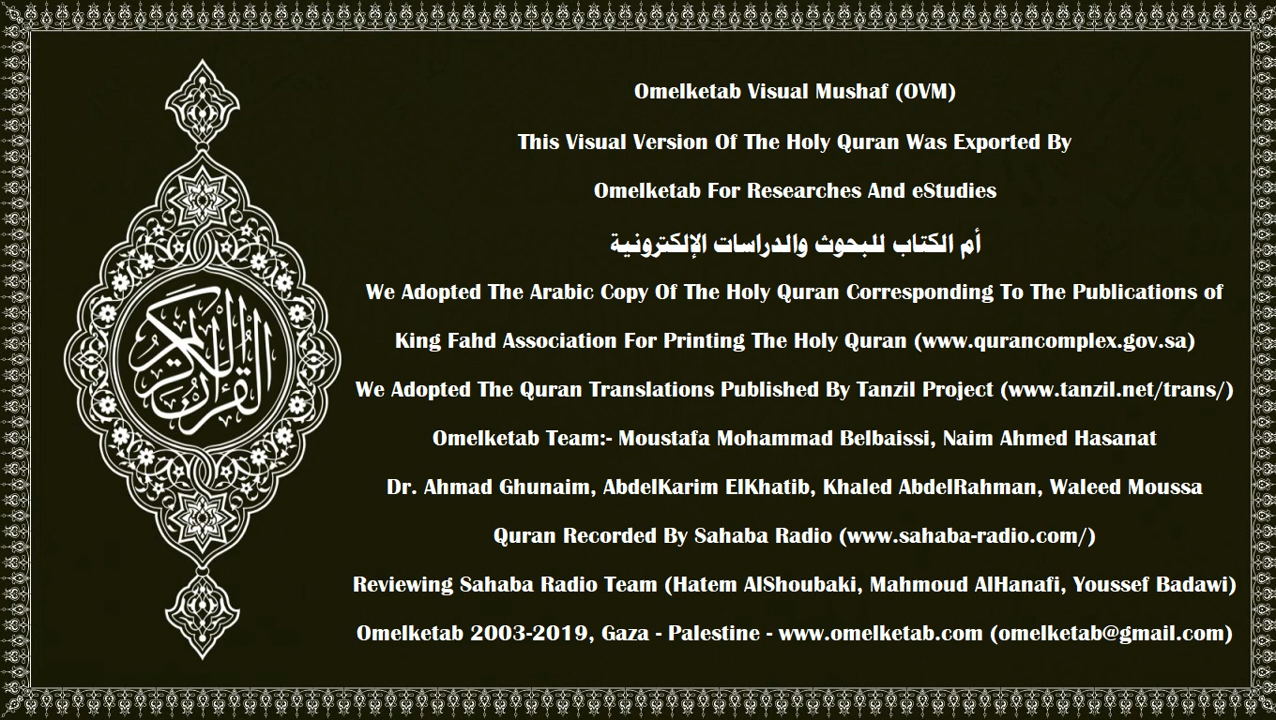 القرآن الكريم
Omelketab Visual Mushaf (OVM)
This Visual Version Of The Holy Quran Was Exported By
Omelketab For Researches And eStudies
أم الكتاب للبحوث والدراسات الإلكترونية
We Adopted The Arabic Copy Of The Holy Quran Corresponding To The Publications of
King Fahd Association For Printing The Holy Quran (www.qurancomplex.gov.sa)
We Adopted The Quran Translations Published By Tanzil Project (www.tanzil.net/trans/)
Omelketab Team:- Moustafa Mohammad Belbaissi, Naim Ahmed Hasanat
Dr. Ahmad Ghunaim, AbdelKarim ElKhatib, Khaled AbdelRahman, Waleed Moussa
Quran Recorded By Sahaba Radio (www.sahaba-radio.com/)
Reviewing Sahaba Radio Team (Hatem AlShoubaki, Mahmoud AlHanafi, Youssef Badawi)
Omelketab 2003-2019, Gaza - Palestine - www.omelketab.com (omelketab@gmail.com)